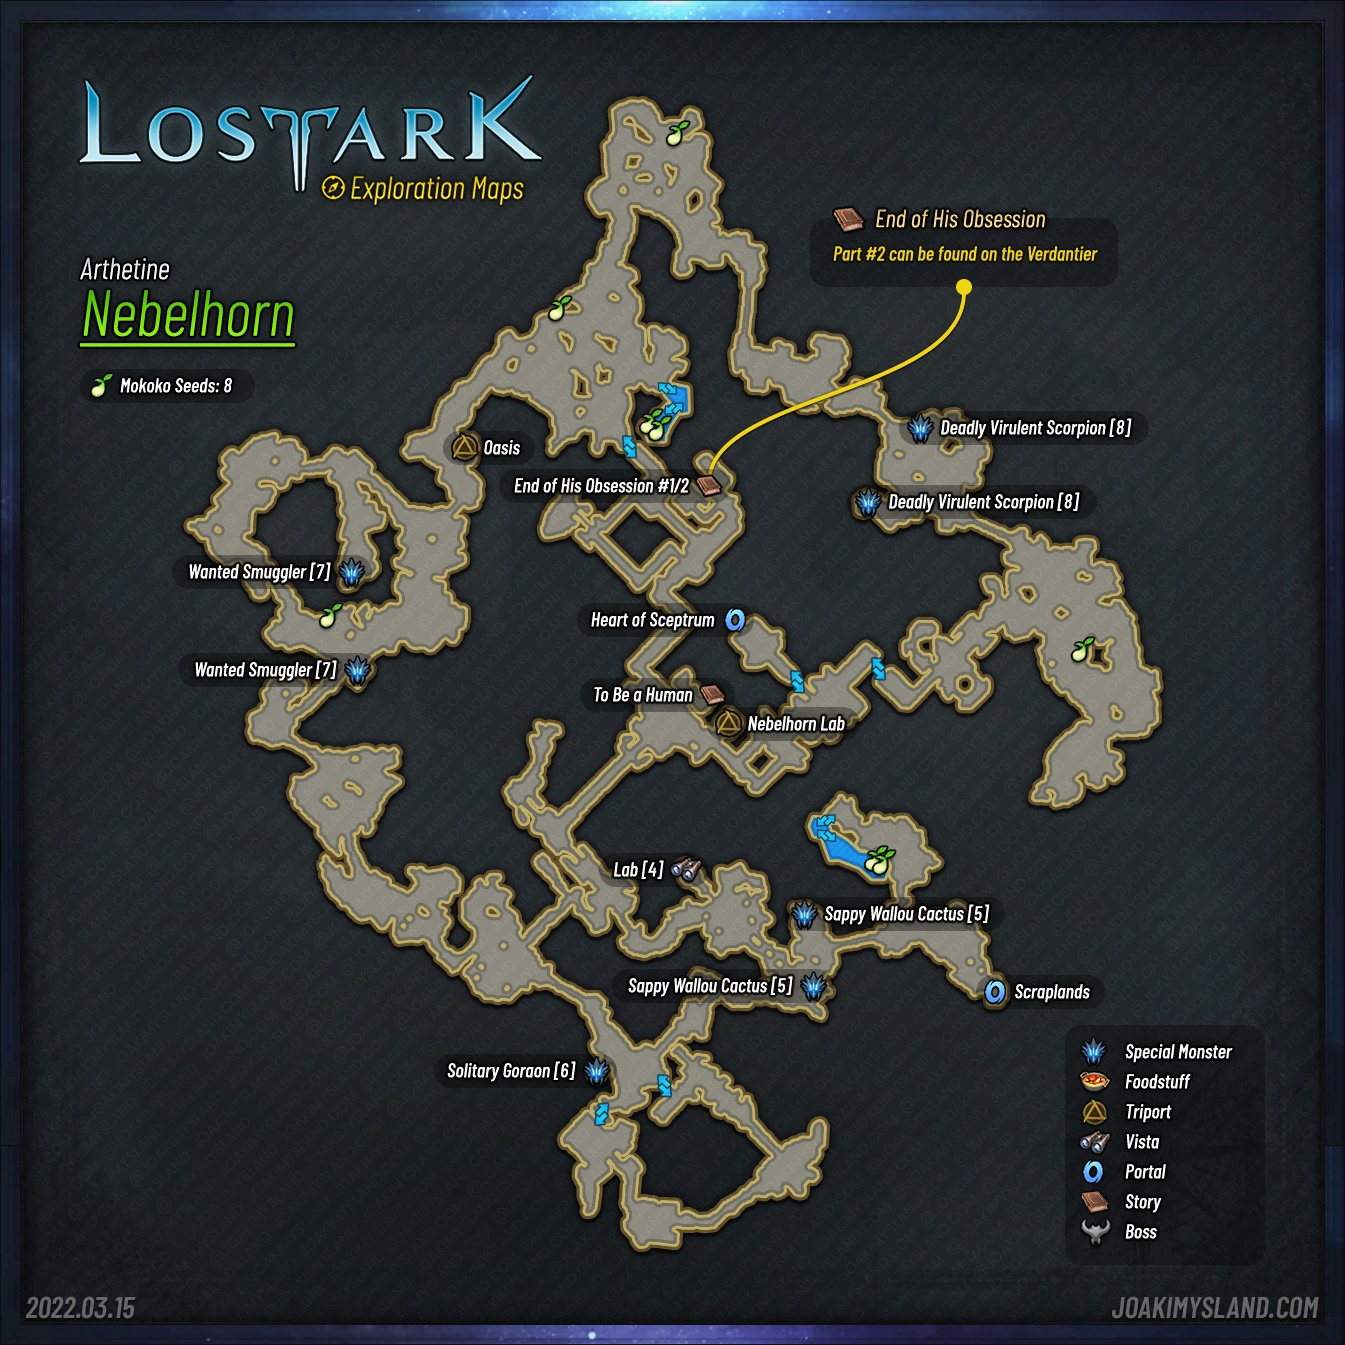 LOSTARK
Exploration Maps
End of His Obsession
Part #2 can be found on the Verdantier
Arthetine
Nebelhorn
Mokoko Seeds: 8
Deadly Virulent Scorpion [8]
Oasis
End of His Obsession #1/2
Deadly Virulent Scorpion [8]
Wanted Smuggler [7]
Heart of Sceptrum
Wanted Smuggler [7]
To Be a Human
Nebelhorn Lab
Lab [4]
Sappy Wallou Cactus [5]
Sappy Wallou Cactus [5]
Scraplands
Solitary Goraon [6]
Special Monster
Foodstuff
Triport
Vista
Portal
Story
Boss
2022.03.15
JOAKIMYSLAND.COM